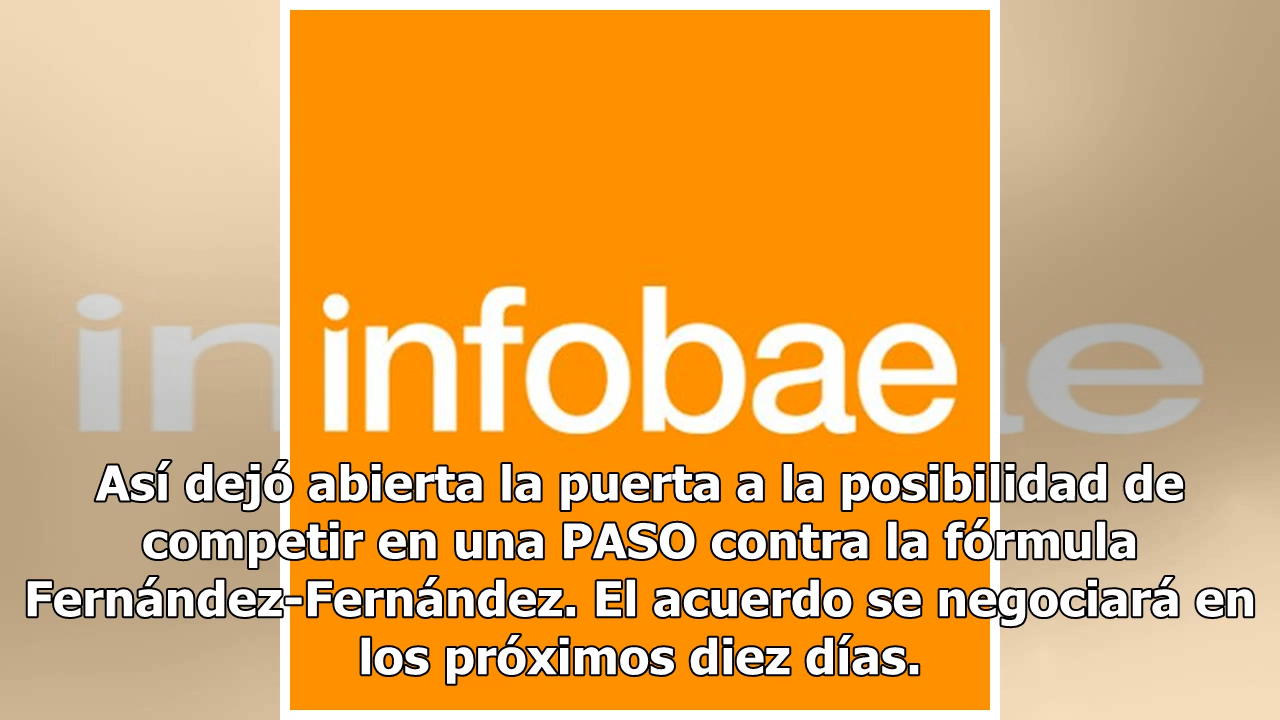 infobae
Así dejó abierta la puerta a la posibilidad de
competir en una PASO contra la fórmula
Fernández-Fernández. El acuerdo se negociará en
los próximos diez días.